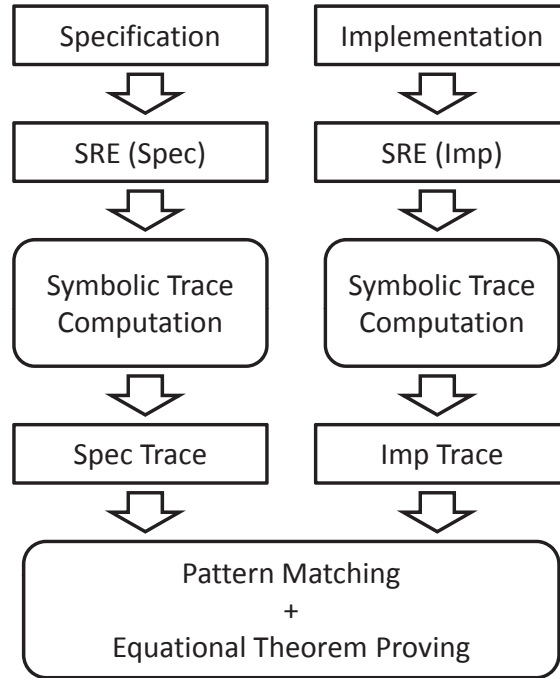 Specification
Implementation
SRE (Spec)
SRE (Imp)
Symbolic Trace
Computation
Symbolic Trace
Computation
Spec Trace
Imp Trace
Pattern Matching
+
Equational Theorem Proving